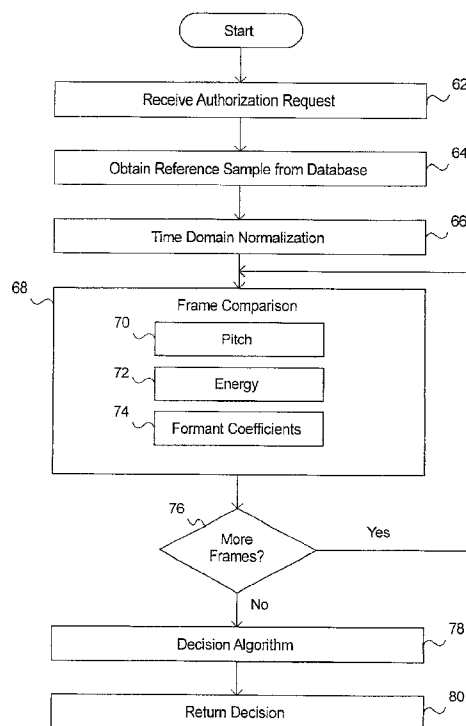 Start
Receive Authorization Request 62
Obtain Reference Sample from Database 64
Time Domain Normalization 66
68 Frame Comparison
70 Pitch
72 Energy
74 Formant Coefficients
76 More
Frames? Yes
No
Decision Algorithm 78
Return Decision 80